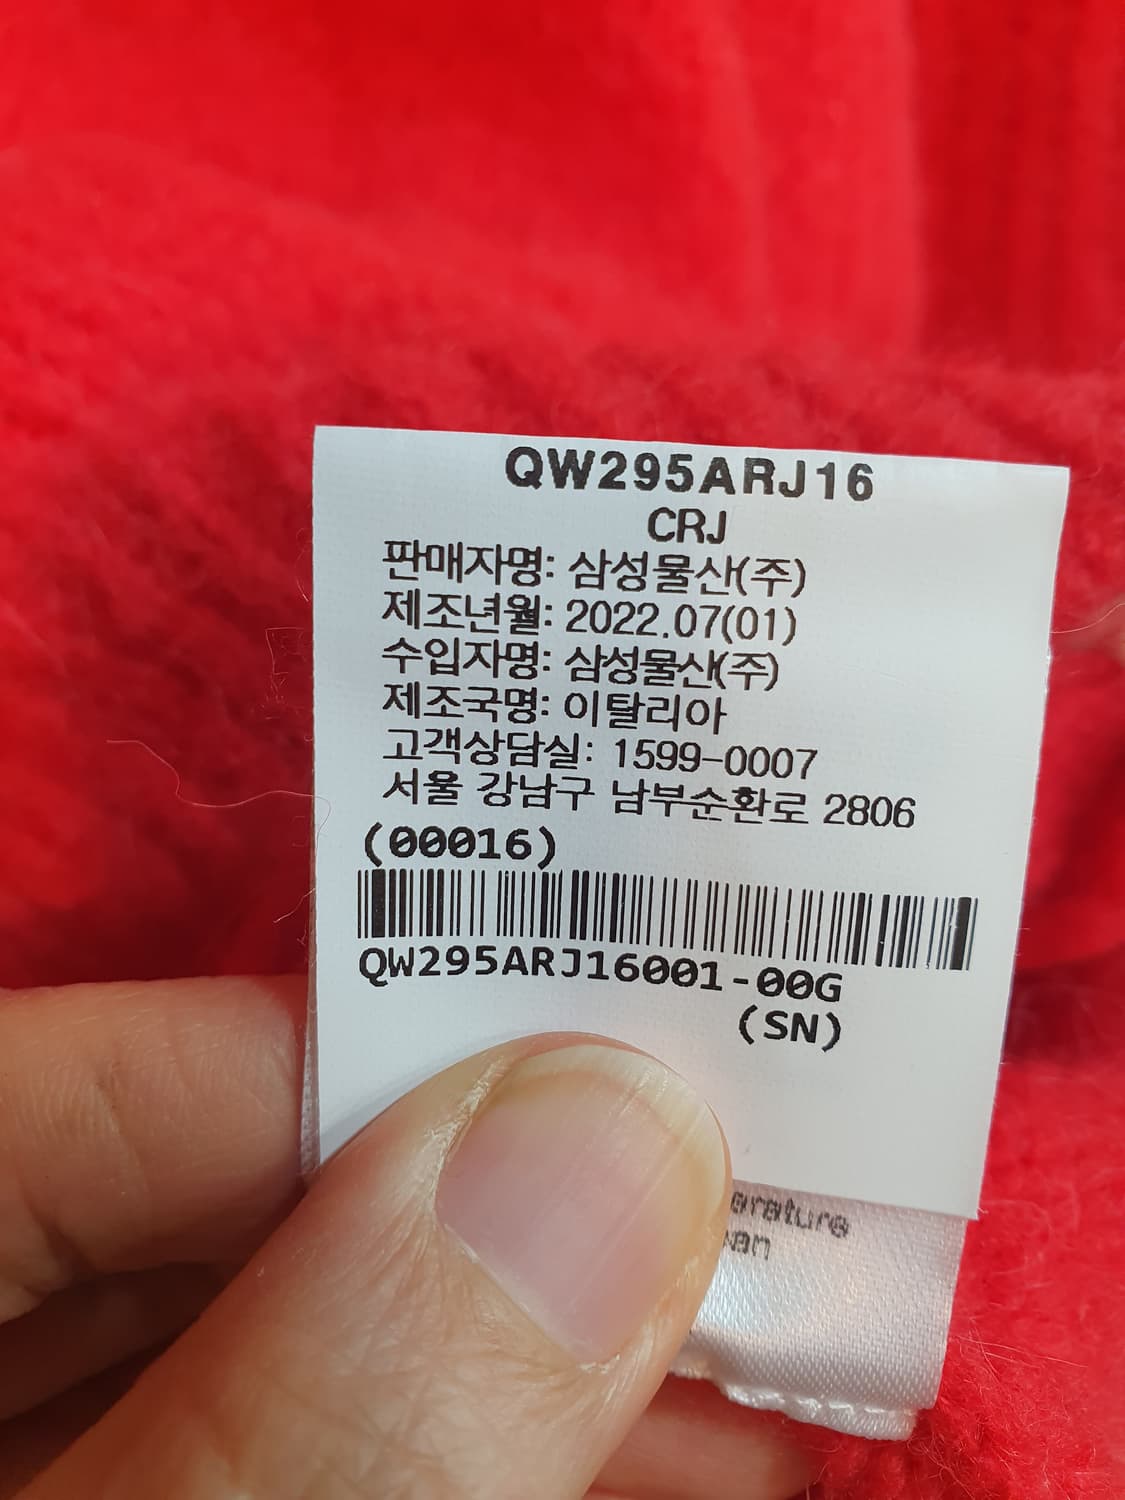 QW295ARJ16
CRJ
판매자명: 삼성물산(주)
제조년월: 2022.07(01)
수입자명: 삼성물산(주)
제조국명: 이탈리아
고객상담실: 1599-0007
서울 강남구 남부순환로 2806
(00016)
QW295ARJ16001-00G
(SN)